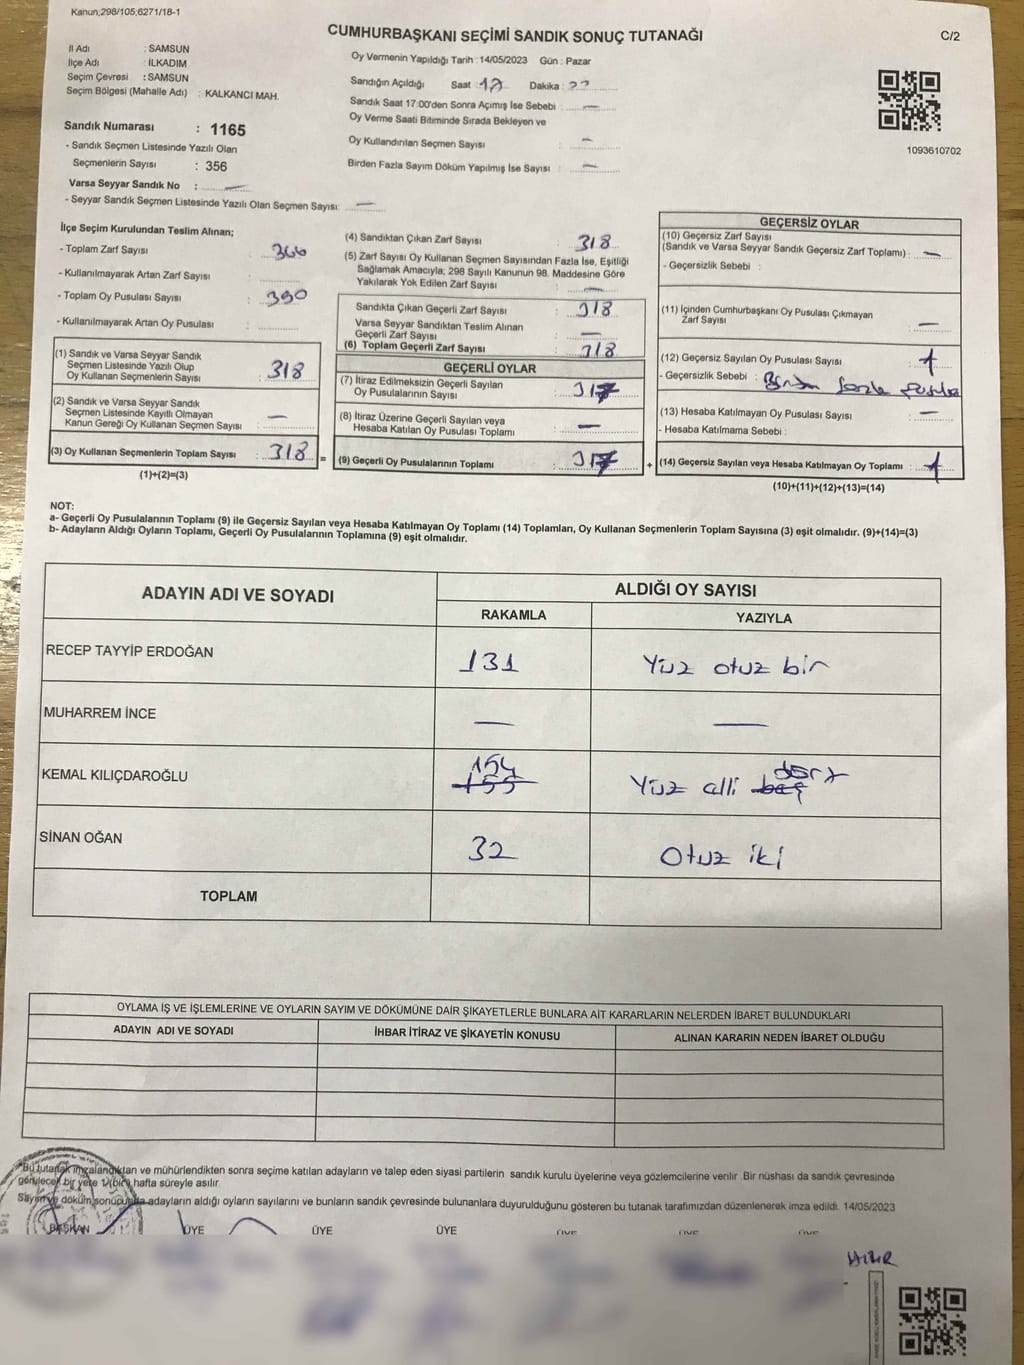 Kanun;298/105,6271/18-1
CUMHURBAŞKANI SEÇİMİ SANDIK SONUÇ TUTANAĞI
C/2
İl Adı : SAMSUN
İlçe Adı : İLKADIM
Seçim Çevresi : SAMSUN
Seçim Bölgesi (Mahalle Adı) : KALKANCI MAH.
Oy Vermenin Yapıldığı Tarih : 14/05/2023 Gün : Pazar
Sandığın Açıldığı Saat : 17 Dakika :
Sandık Saat 17:00'den Sonra Açımış İse Sebebi : —
Oy Verme Saati Bitiminde Sırada Bekleyen ve
Oy Kullandırılan Seçmen Sayısı : —
Birden Fazla Sayım Döküm Yapılmış İse Sayısı : —
1093610702
Sandık Numarası : 1165
- Sandık Seçmen Listesinde Yazılı Olan
Seçmenlerin Sayısı : 356
Varsa Seyyar Sandık No : —
- Seyyar Sandık Seçmen Listesinde Yazılı Olan Seçmen Sayısı: —
İlçe Seçim Kurulundan Teslim Alınan;
- Toplam Zarf Sayısı : 366
- Kullanılmayarak Artan Zarf Sayısı :
- Toplam Oy Pusulası Sayısı : 390
- Kullanılmayarak Artan Oy Pusulası :
(1) Sandık ve Varsa Seyyar Sandık
Seçmen Listesinde Yazılı Olup
Oy Kullanan Seçmenlerin Sayısı : 318
(2) Sandık ve Varsa Seyyar Sandık
Seçmen Listesinde Kayıtlı Olmayan
Kanun Gereği Oy Kullanan Seçmen Sayısı : —
(3) Oy Kullanan Seçmenlerin Toplam Sayısı : 318 =
(1)+(2)=(3)
(4) Sandıktan Çıkan Zarf Sayısı : 318
(5) Zarf Sayısı Oy Kullanan Seçmen Sayısından Fazla İse, Eşitliği
Sağlamak Amacıyla; 298 Sayılı Kanunun 98. Maddesine Göre
Yakılarak Yok Edilen Zarf Sayısı : —
Sandıkta Çıkan Geçerli Zarf Sayısı : 318
Varsa Seyyar Sandıktan Teslim Alınan
Geçerli Zarf Sayısı : —
(6) Toplam Geçerli Zarf Sayısı : 318
GEÇERLİ OYLAR
(7) İtiraz Edilmeksizin Geçerli Sayılan
Oy Pusulalarının Sayısı : 317
(8) İtiraz Üzerine Geçerli Sayılan veya
Hesaba Katılan Oy Pusulası Toplamı : —
(9) Geçerli Oy Pusulalarının Toplamı : 317 +
GEÇERSİZ OYLAR
(10) Geçersiz Zarf Sayısı
(Sandık ve Varsa Seyyar Sandık Geçersiz Zarf Toplamı) : —
- Geçersizlik Sebebi :
(11) İçinden Cumhurbaşkanı Oy Pusulası Çıkmayan
Zarf Sayısı : —
(12) Geçersiz Sayılan Oy Pusulası Sayısı : 1
- Geçersizlik Sebebi : Birden fazla pusula
(13) Hesaba Katılmayan Oy Pusulası Sayısı : —
- Hesaba Katılmama Sebebi :
(14) Geçersiz Sayılan veya Hesaba Katılmayan Oy Toplamı : 1
(10)+(11)+(12)+(13)=(14)
NOT:
a- Geçerli Oy Pusulalarının Toplamı (9) ile Geçersiz Sayılan veya Hesaba Katılmayan Oy Toplamı (14) Toplamları, Oy Kullanan Seçmenlerin Toplam Sayısına (3) eşit olmalıdır. (9)+(14)=(3)
b- Adayların Aldığı Oyların Toplamı, Geçerli Oy Pusulalarının Toplamına (9) eşit olmalıdır.
ADAYIN ADI VE SOYADI ALDIĞI OY SAYISI
RAKAMLA YAZIYLA
RECEP TAYYİP ERDOĞAN 131 Yüz otuz bir
MUHARREM İNCE — —
KEMAL KILIÇDAROĞLU 154 155 Yüz elli beş dört
SİNAN OĞAN 32 Otuz iki
TOPLAM
OYLAMA İŞ VE İŞLEMLERİNE VE OYLARIN SAYIM VE DÖKÜMÜNE DAİR ŞİKAYETLERLE BUNLARA AİT KARARLARIN NELERDEN İBARET BULUNDUKLARI
ADAYIN ADI VE SOYADI İHBAR İTİRAZ VE ŞİKAYETİN KONUSU ALINAN KARARIN NEDEN İBARET OLDUĞU
*Bu tutanak imzalandıktan ve mühürlendikten sonra seçime katılan adayların ve talep eden siyasi partilerin sandık kurulu üyelerine veya gözlemcilerine verilir. Bir nüshası da sandık çevresinde
görülecek bir yere 1 (bir) hafta süreyle asılır.
Sayım ve döküm sonucunda adayların aldığı oyların sayılarını ve bunların sandık çevresinde bulunanlara duyurulduğunu gösteren bu tutanak tarafımızdan düzenlenerek imza edildi. 14/05/2023
BAŞKAN ÜYE ÜYE ÜYE ÜYE ÜYE ÜYE